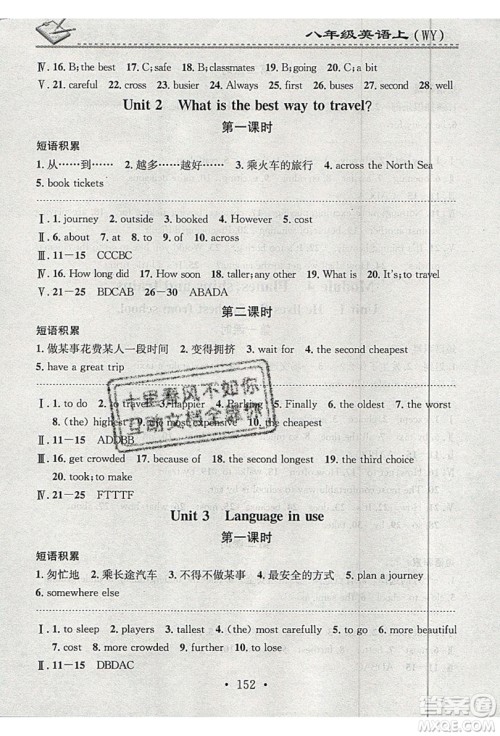 八年级英语上(WY)
Ⅳ. 16. B; the best 17. C; safe 18. B; classmates 19. B; going 20. C; a bit
Ⅴ. 21. careful 22. cross 23. busier 24. Always 25. first 26. busses 27. of 28. second 29. well
Unit 2 What is the best way to travel?
第一课时
短语积累
1. 从……到…… 2. 越多……越好…… 3. 乘火车的旅行 4. across the North Sea
5. book tickets
Ⅰ. 1. journey 2. outside 3. booked 4. However 5. cost
Ⅱ. 6. about 7. by 8. of 9. to 10. across
Ⅲ. 11—15 CCCBC
Ⅳ. 16. How long did 17. How soon 18. taller; any other 19. What is 20. It; to
Ⅴ. 21—25 BDCAB 26—30 ABADA
第二课时
短语积累
1. 做某事花费某人一段时间 2. 变得拥挤 3. wait for 4. the second cheapest
5. have a great trip
Ⅰ. 1. to do 2. to travel 3. happier 4. Parking 5. planning 6. the oldest 7. worst
8. (the) highest 9. most expensive 10. cheapest
Ⅱ. 11—15 ADDBB
Ⅲ. 16. get crowded 17. because of 18. the second longest 19. the third choice
20. took; to make
Ⅳ. 21—25 FTTTF
Unit 3 Language in use
第一课时
短语积累
1. 匆忙地 2. 乘长途汽车 3. 不得不做某事 4. 最安全的方式 5. plan a journey
6. somewhere else
Ⅰ. 1. to sleep 2. players 3. tallest 4. (the) most carefully 5. to go 6. to buy
7. to stay 8. farthest 9. more carefully 10. cost
Ⅱ. 11—15 DBDAC
· 152 ·